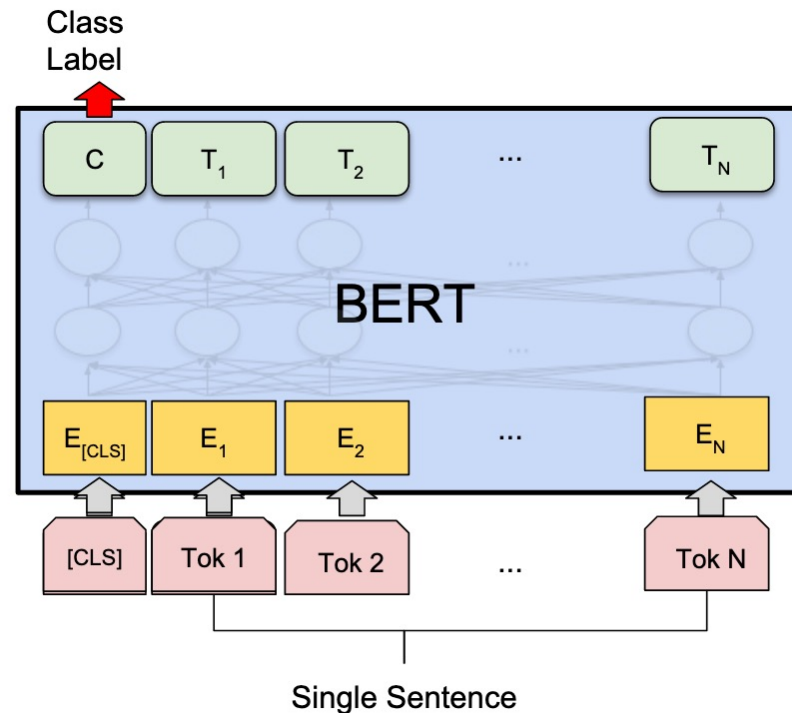 Class
Label
C T1 T2 ... TN
...
BERT
...
E[CLS] E1 E2 ... EN
[CLS] Tok 1 Tok 2 ... Tok N
Single Sentence